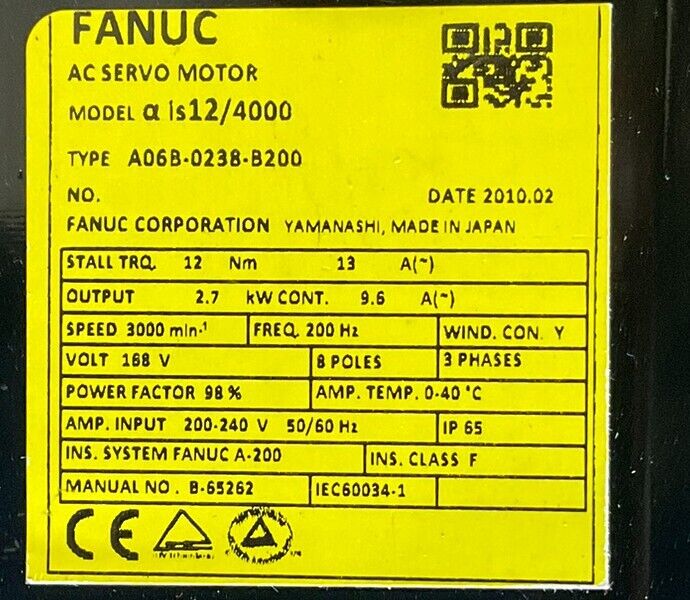 FANUC
AC SERVO MOTOR
MODEL α is12/4000
TYPE A06B-0238-B200
NO. DATE 2010.02
FANUC CORPORATION YAMANASHI, MADE IN JAPAN
STALL TRQ. 12 Nm 13 A(~)
OUTPUT 2.7 kW CONT. 9.6 A(~)
SPEED 3000 min-¹ FREQ. 200 Hz WIND. CON. Y
VOLT 168 V 8 POLES 3 PHASES
POWER FACTOR 98 % AMP. TEMP. 0-40 °C
AMP. INPUT 200-240 V 50/60 Hz IP 65
INS. SYSTEM FANUC A-200 INS. CLASS F
MANUAL NO. B-65262 IEC60034-1
CE